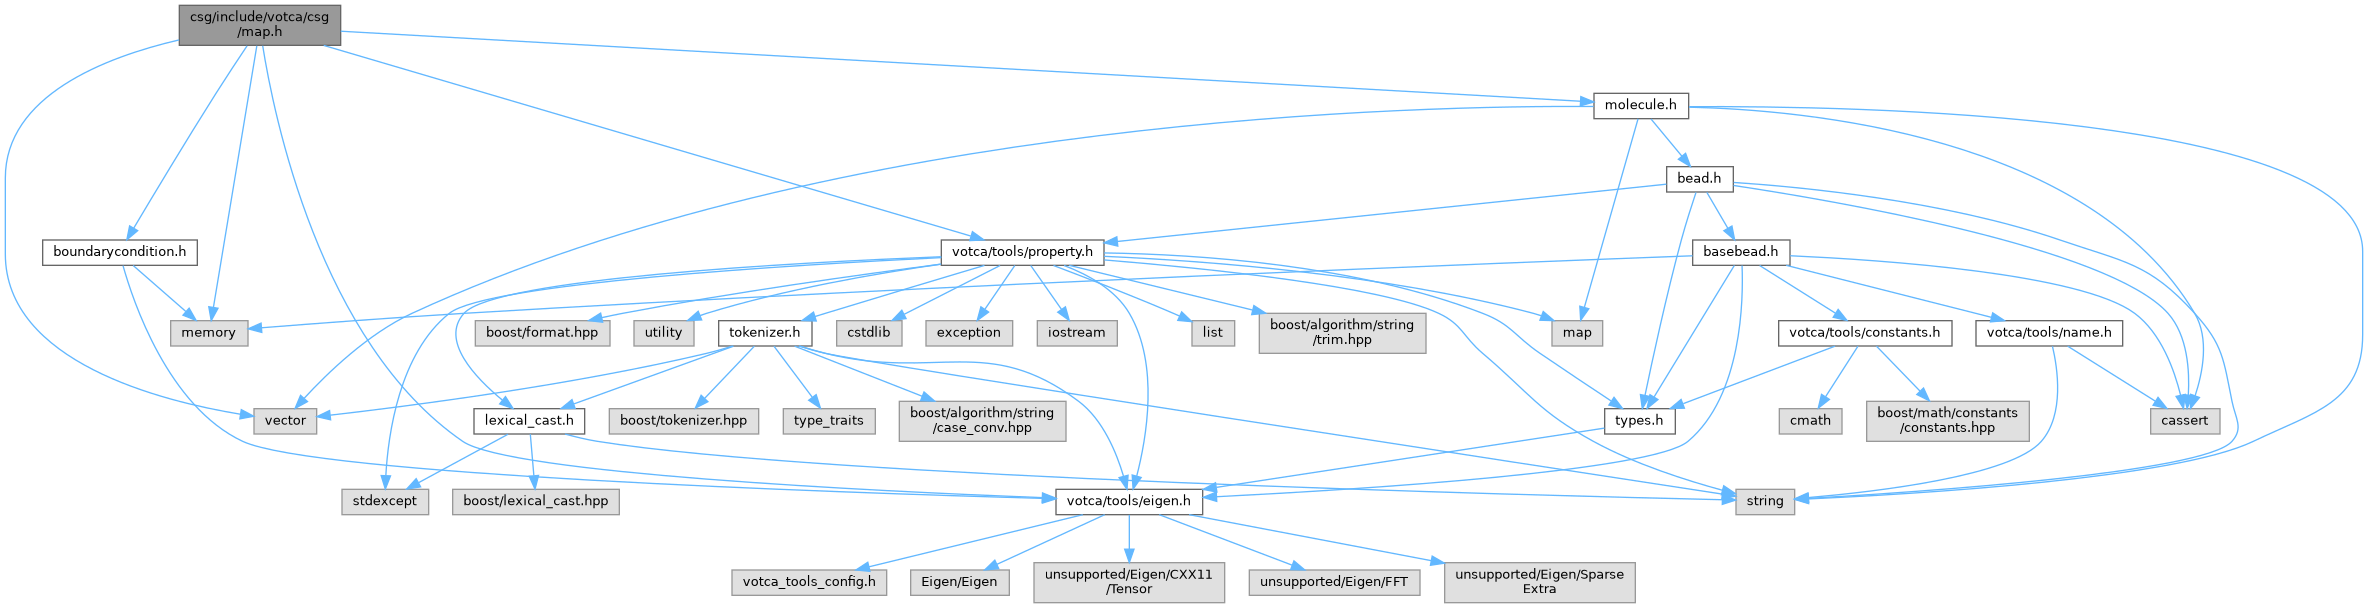 csg/include/votca/csg
/map.h
molecule.h
bead.h
boundarycondition.h
votca/tools/property.h
basebead.h
memory
boost/format.hpp
utility
tokenizer.h
cstdlib
exception
iostream
list
boost/algorithm/string
/trim.hpp
map
votca/tools/constants.h
votca/tools/name.h
vector
lexical_cast.h
boost/tokenizer.hpp
type_traits
boost/algorithm/string
/case_conv.hpp
types.h
cmath
boost/math/constants
/constants.hpp
cassert
stdexcept
boost/lexical_cast.hpp
votca/tools/eigen.h
string
votca_tools_config.h
Eigen/Eigen
unsupported/Eigen/CXX11
/Tensor
unsupported/Eigen/FFT
unsupported/Eigen/Sparse
Extra